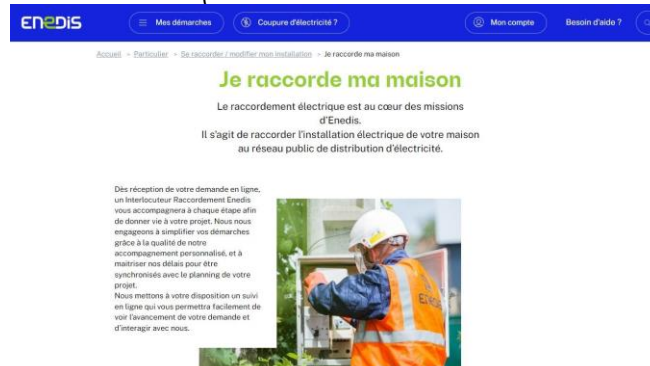 ENEDIS
Mes démarches
Coupure d'électricité ?
Mon compte
Besoin d'aide ?
Accueil
Particulier
Se raccorder / modifier mon installation
Je raccorde ma maison
Je raccorde ma maison
Le raccordement électrique est au cœur des missions
d'Enedis.
Il s'agit de raccorder l'installation électrique de votre maison
au réseau public de distribution d'électricité.
Dès réception de votre demande en ligne,
un Interlocuteur Raccordement Enedis
vous accompagnera à chaque étape afin
de donner vie à votre projet. Nous nous
engageons à simplifier vos démarches
grâce à la qualité de notre
accompagnement personnalisé, et à
maitriser nos délais pour être
synchronisés avec le planning de votre
projet.
Nous mettons à votre disposition un suivi
en ligne qui vous permettra facilement de
voir l'avancement de votre demande et
d'interagir avec nous.